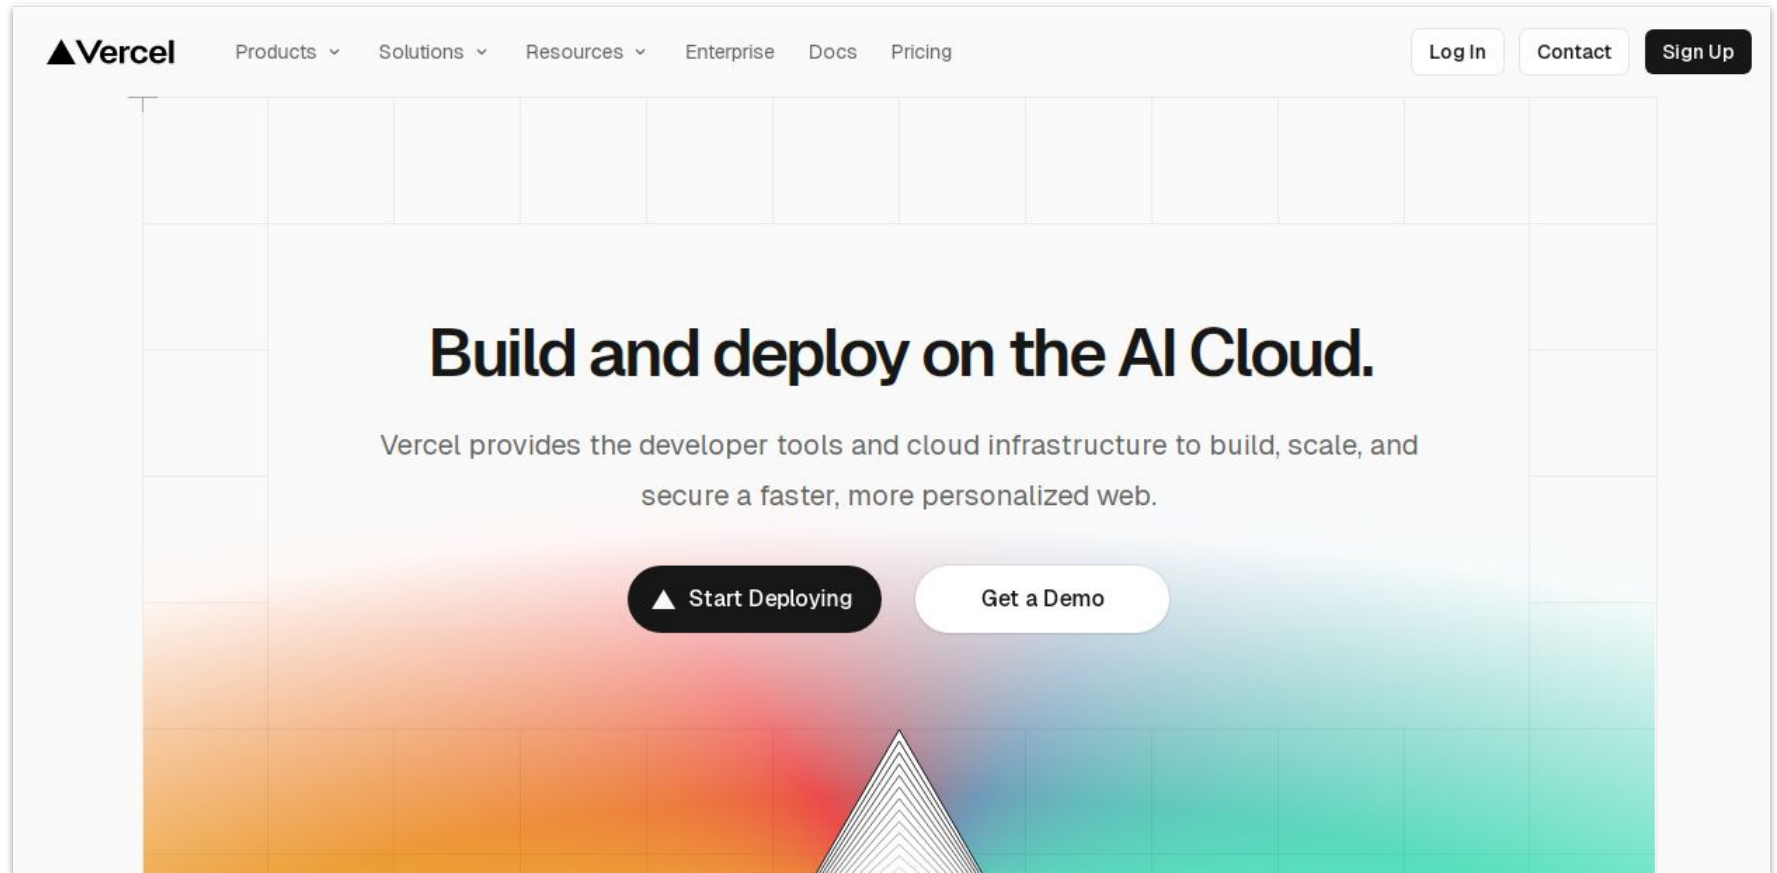 Vercel
Products
Solutions
Resources
Enterprise
Docs
Pricing
Log In
Contact
Sign Up
Build and deploy on the AI Cloud.
Vercel provides the developer tools and cloud infrastructure to build, scale, and
secure a faster, more personalized web.
Start Deploying
Get a Demo